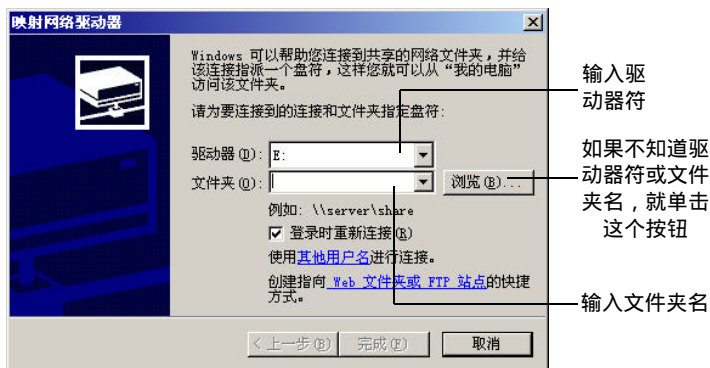 映射网络驱动器
Windows 可以帮助您连接到共享的网络文件夹，并给
该连接指派一个盘符，这样您就可以从“我的电脑”
访问该文件夹。
请为要连接到的连接和文件夹指定盘符：
驱动器(D)： E:
文件夹(O)： 浏览(B)...
例如： \\server\share
登录时重新连接(R)
使用其他用户名进行连接。
创建指向 Web 文件夹或 FTP 站点的快捷
方式。
< 上一步(B) 完成(F) 取消
输入驱
动器符
如果不知道驱
动器符或文件
夹名，就单击
这个按钮
输入文件夹名